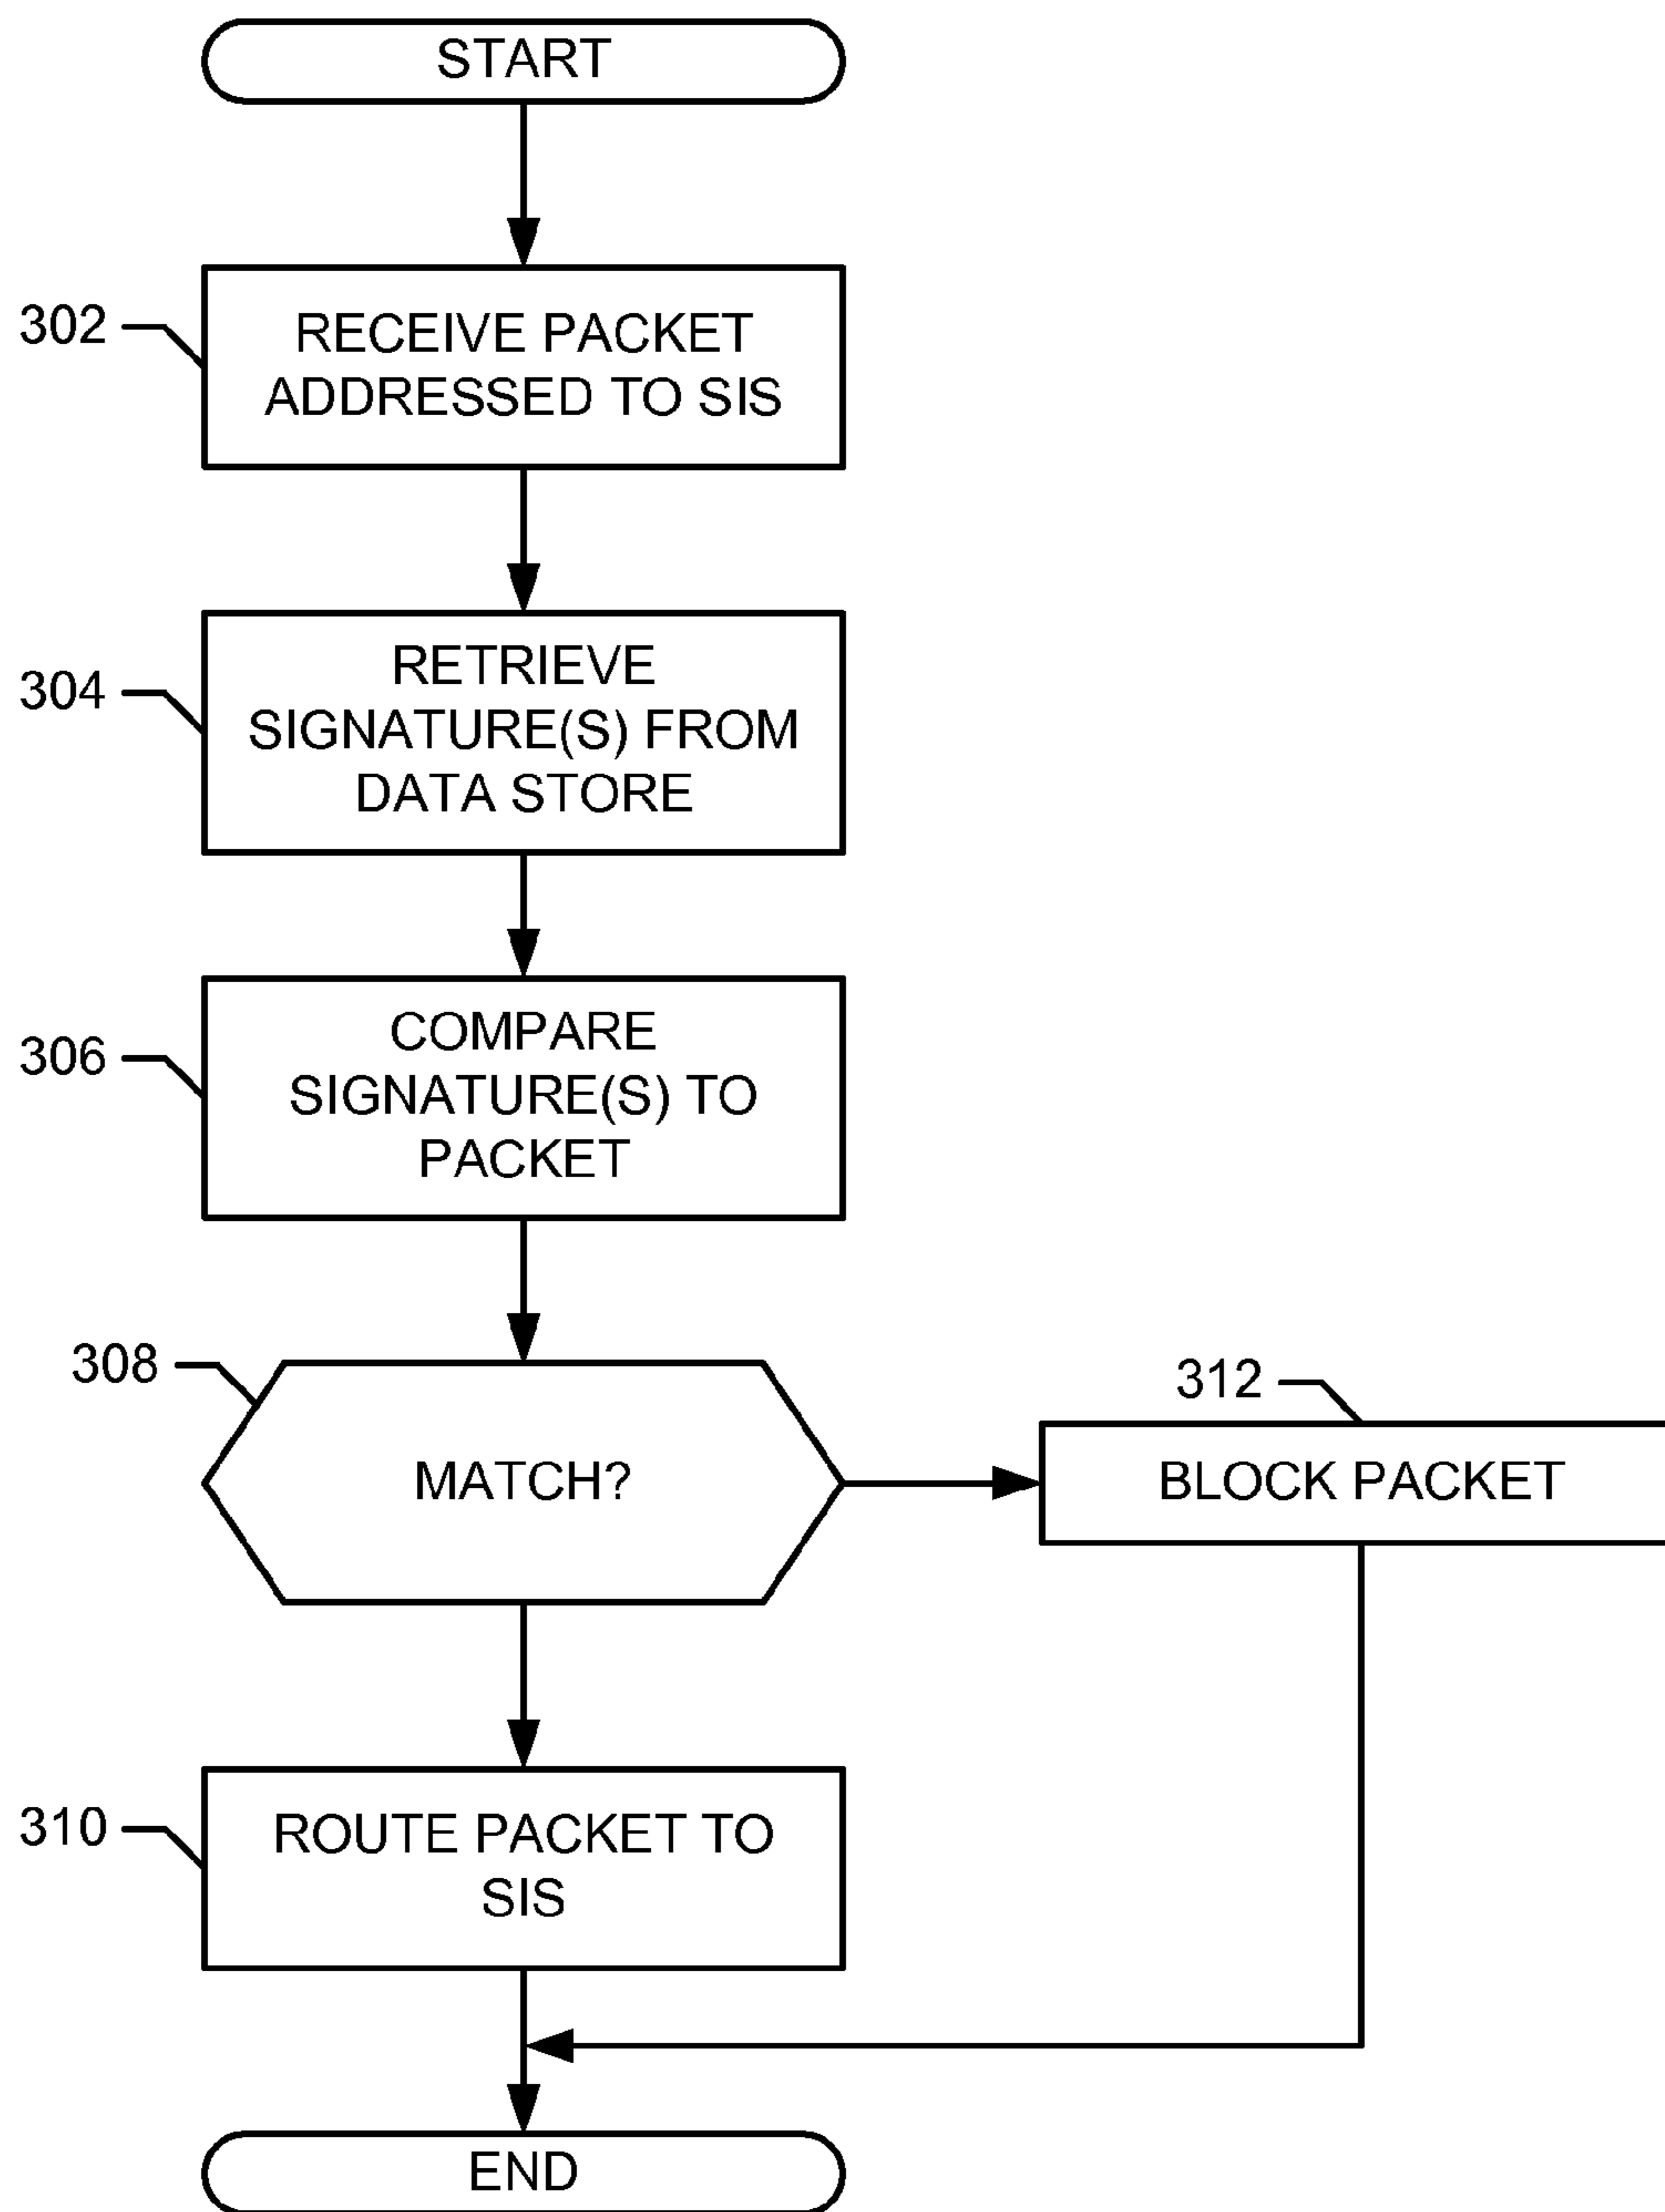 START
302
RECEIVE PACKET
ADDRESSED TO SIS
304
RETRIEVE
SIGNATURE(S) FROM
DATA STORE
306
COMPARE
SIGNATURE(S) TO
PACKET
308
MATCH?
312
BLOCK PACKET
310
ROUTE PACKET TO
SIS
END